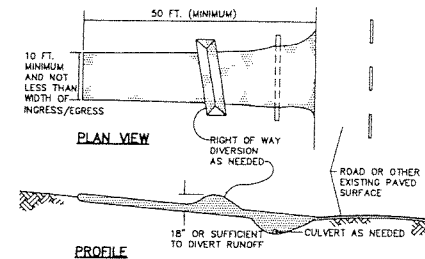 50 FT. (MINIMUM)
10 FT.
MINIMUM
AND NOT
LESS THAN
WIDTH OF
INGRESS/EGRESS
PLAN VIEW
RIGHT OF WAY
DIVERSION
AS NEEDED
ROAD OR OTHER
EXISTING PAVED
SURFACE
18" OR SUFFICIENT
TO DIVERT RUNOFF
CULVERT AS NEEDED
PROFILE